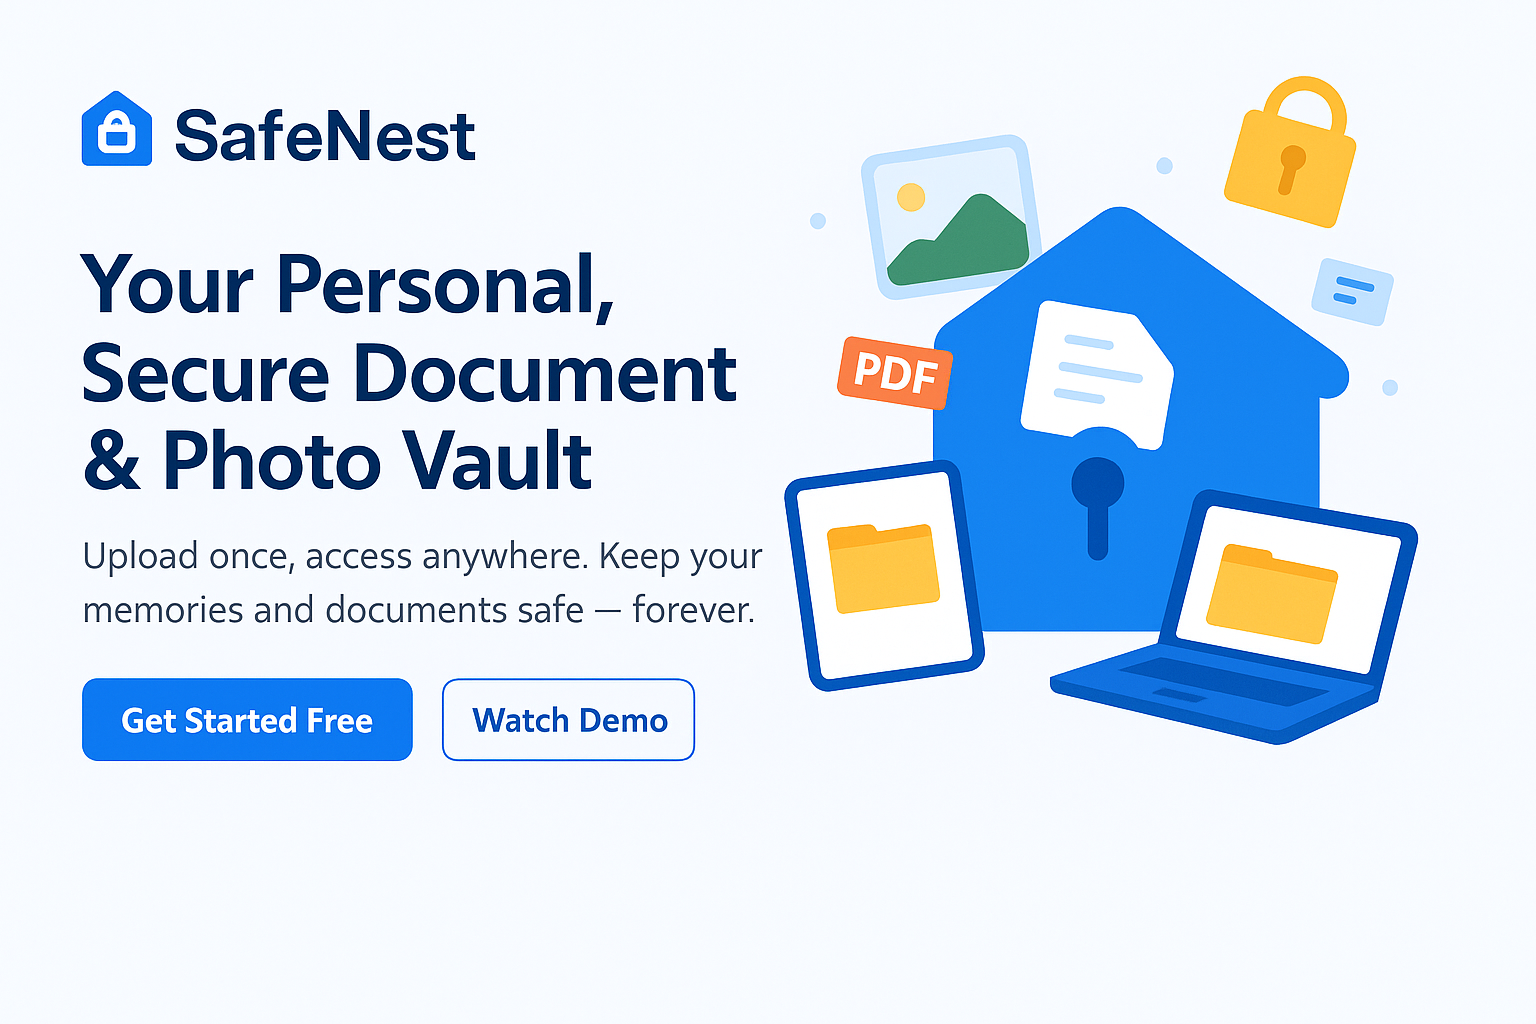 SafeNest
Your Personal,
Secure Document
& Photo Vault
Upload once, access anywhere. Keep your
memories and documents safe — forever.
Get Started Free
Watch Demo
PDF